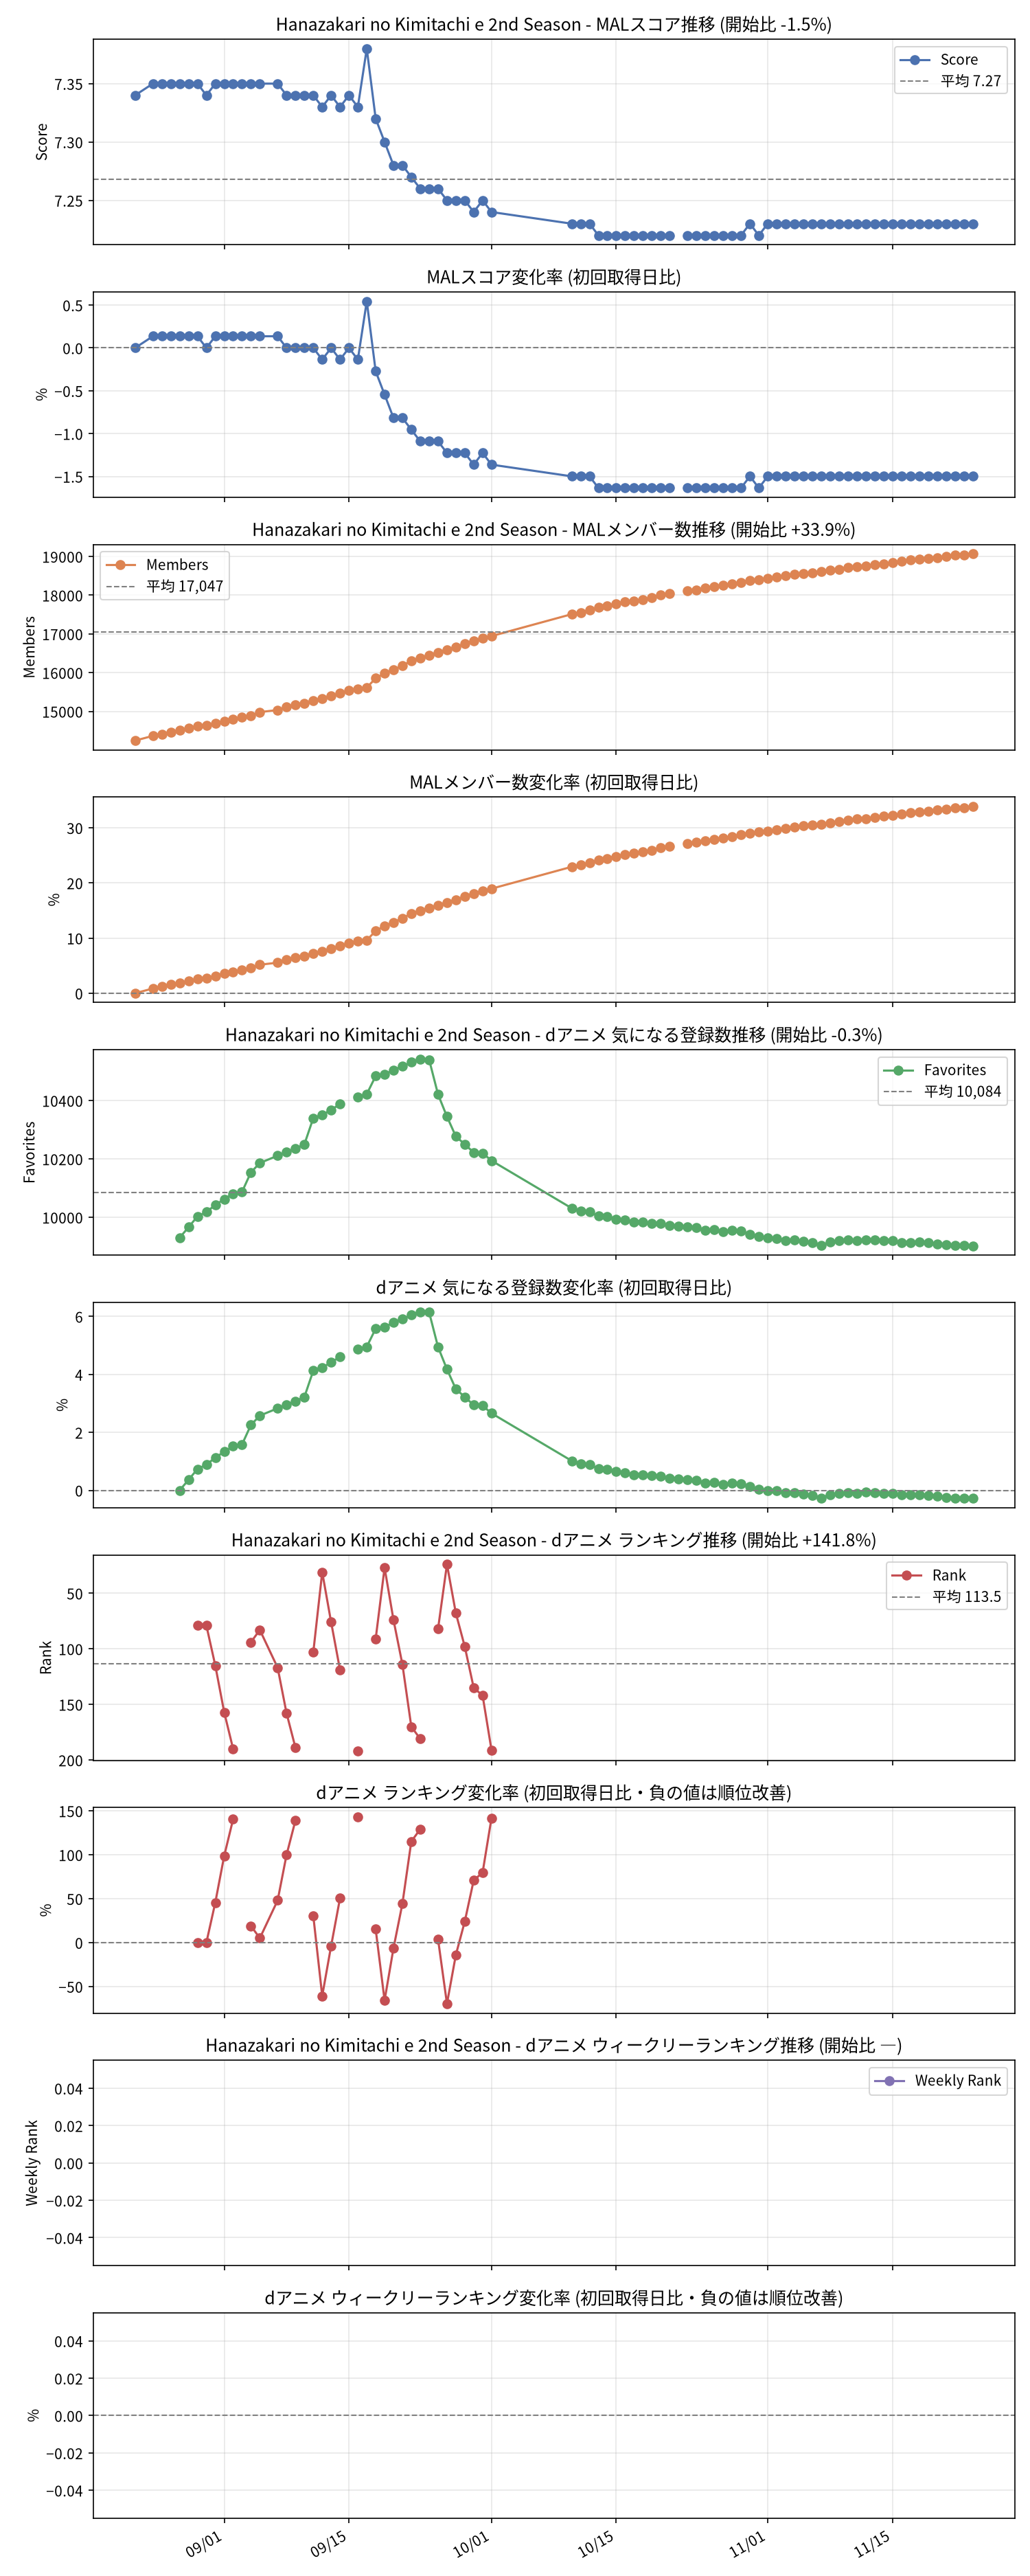 Hanazakari no Kimitachi e 2nd Season - MALスコア推移 (開始比 -1.5%)
Score
7.35
7.30
7.25
Score
平均 7.27
MALスコア変化率 (初回取得日比)
%
0.5
0.0
−0.5
−1.0
−1.5
Hanazakari no Kimitachi e 2nd Season - MALメンバー数推移 (開始比 +33.9%)
Members
19000
18000
17000
16000
15000
Members
平均 17,047
MALメンバー数変化率 (初回取得日比)
%
30
20
10
0
Hanazakari no Kimitachi e 2nd Season - dアニメ 気になる登録数推移 (開始比 -0.3%)
Favorites
10400
10200
10000
Favorites
平均 10,084
dアニメ 気になる登録数変化率 (初回取得日比)
%
6
4
2
0
Hanazakari no Kimitachi e 2nd Season - dアニメ ランキング推移 (開始比 +141.8%)
Rank
50
100
150
200
Rank
平均 113.5
dアニメ ランキング変化率 (初回取得日比・負の値は順位改善)
%
150
100
50
0
−50
Hanazakari no Kimitachi e 2nd Season - dアニメ ウィークリーランキング推移 (開始比 —)
Weekly Rank
0.04
0.02
0.00
−0.02
−0.04
Weekly Rank
dアニメ ウィークリーランキング変化率 (初回取得日比・負の値は順位改善)
%
0.04
0.02
0.00
−0.02
−0.04
09/01
09/15
10/01
10/15
11/01
11/15